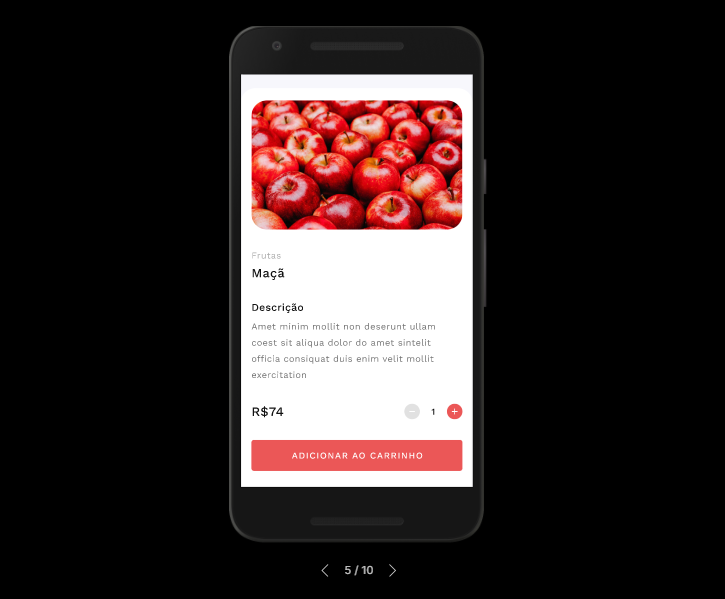 Frutas
Maçã
Descrição
Amet minim mollit non deserunt ullam
coest sit aliqua dolor do amet sintelit
officia consiquat duis enim velit mollit
exercitation
R$74 − 1 +
ADICIONAR AO CARRINHO
5 / 10